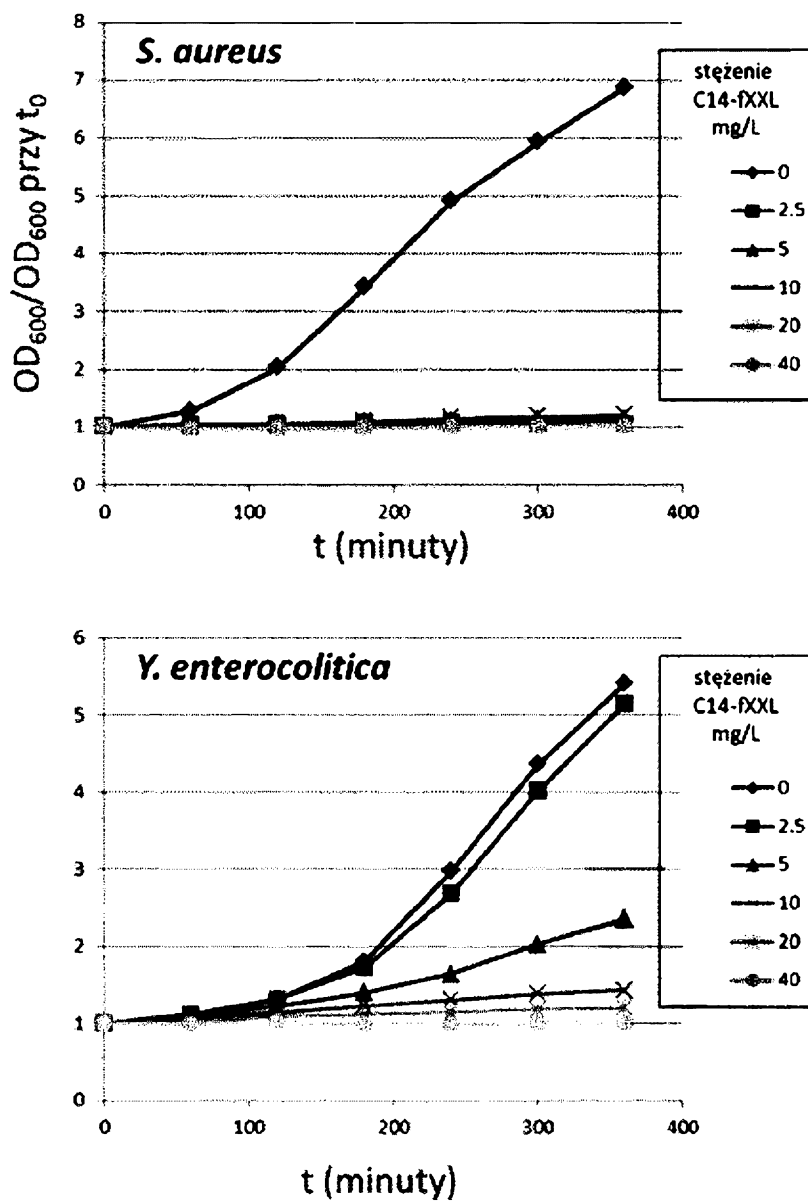 S. aureus
OD600/OD600 przy t0
8
7
6
5
4
3
2
1
0
0 100 200 300 400
t (minuty)
stężenie
C14-fXXL
mg/L
0
2.5
5
10
20
40
Y. enterocolitica
6
5
4
3
2
1
0
0 100 200 300 400
t (minuty)
stężenie
C14-fXXL
mg/L
0
2.5
5
10
20
40